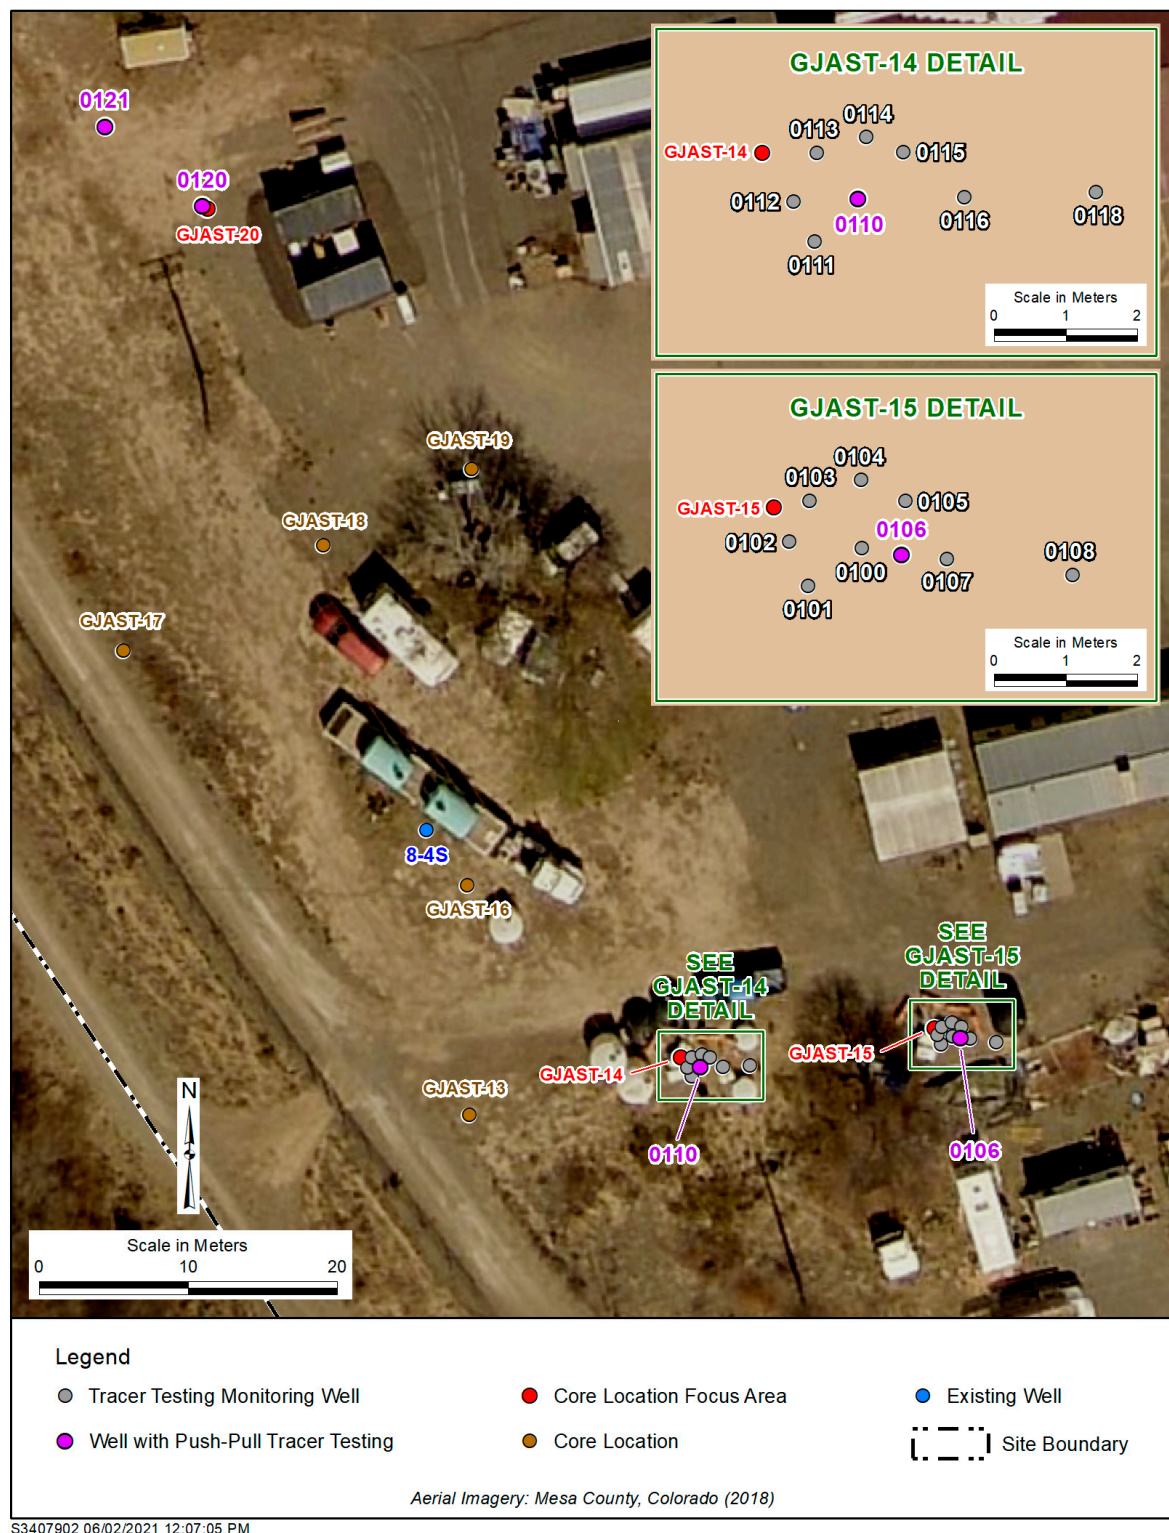 0121
0120
GJAST-20
GJAST-14 DETAIL
0114
0113
GJAST-14
0115
0112
0110
0116
0118
0111
Scale in Meters
0 1 2
GJAST-15 DETAIL
0104
0103
GJAST-15
0105
0106
0102
0100
0107
0108
0101
Scale in Meters
0 1 2
GJAST-19
GJAST-18
GJAST-17
8-4S
GJAST-16
SEE
GJAST-14
DETAIL
SEE
GJAST-15
DETAIL
GJAST-15
GJAST-14
GJAST-13
0110
0106
N
Scale in Meters
0 10 20
Legend
Tracer Testing Monitoring Well
Core Location Focus Area
Existing Well
Well with Push-Pull Tracer Testing
Core Location
Site Boundary
Aerial Imagery: Mesa County, Colorado (2018)
S3407902 06/02/2021 12:07:05 PM